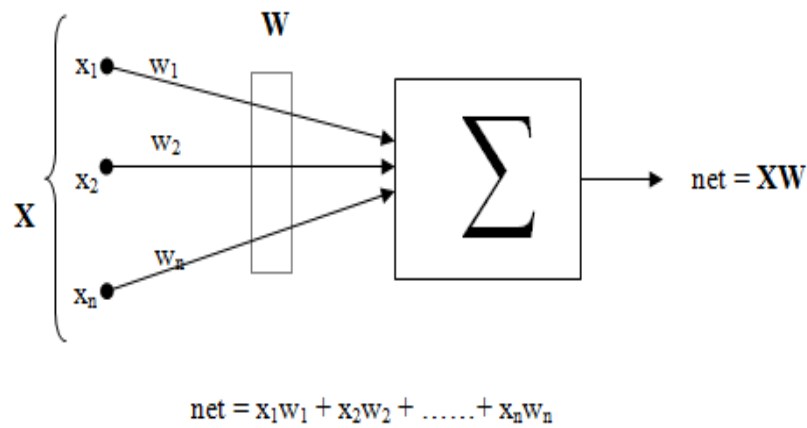 W
x₁ w₁
w₂
x₂
X
∑
net = XW
wₙ
xₙ
net = x₁w₁ + x₂w₂ + ……+ xₙwₙ